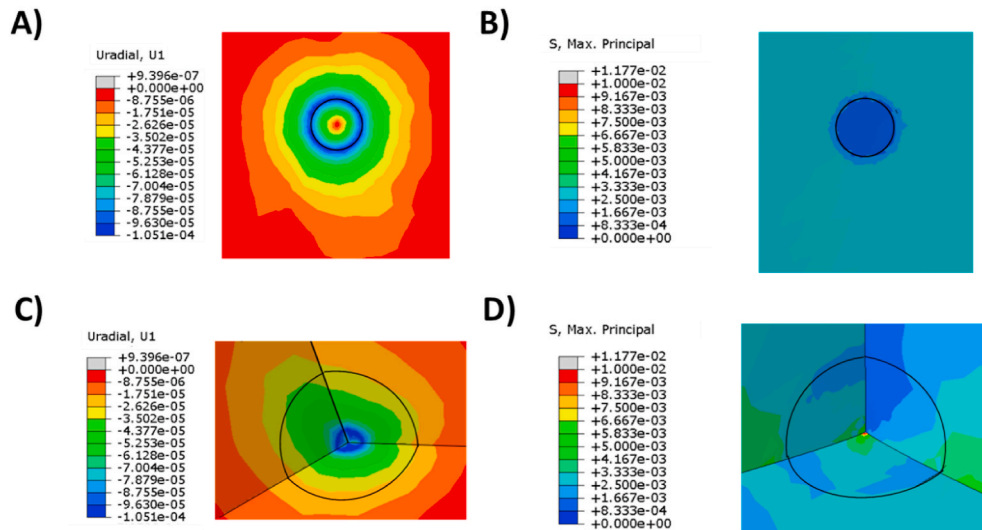 A)
Uradial, U1
+9.396e-07
+0.000e+00
-8.755e-06
-1.751e-05
-2.626e-05
-3.502e-05
-4.377e-05
-5.253e-05
-6.128e-05
-7.004e-05
-7.879e-05
-8.755e-05
-9.630e-05
-1.051e-04
B)
S, Max. Principal
+1.177e-02
+1.000e-02
+9.167e-03
+8.333e-03
+7.500e-03
+6.667e-03
+5.833e-03
+5.000e-03
+4.167e-03
+3.333e-03
+2.500e-03
+1.667e-03
+8.333e-04
+0.000e+00
C)
Uradial, U1
+9.396e-07
+0.000e+00
-8.755e-06
-1.751e-05
-2.626e-05
-3.502e-05
-4.377e-05
-5.253e-05
-6.128e-05
-7.004e-05
-7.879e-05
-8.755e-05
-9.630e-05
-1.051e-04
D)
S, Max. Principal
+1.177e-02
+1.000e-02
+9.167e-03
+8.333e-03
+7.500e-03
+6.667e-03
+5.833e-03
+5.000e-03
+4.167e-03
+3.333e-03
+2.500e-03
+1.667e-03
+8.333e-04
+0.000e+00